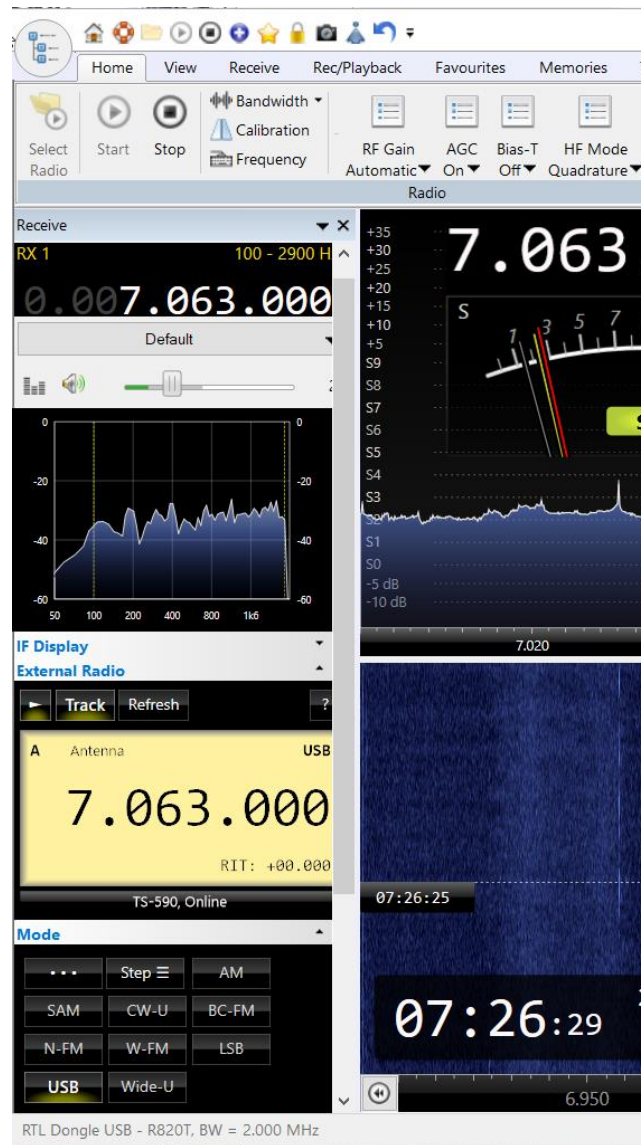 Home View Receive Rec/Playback Favourites Memories
Select Radio
Start
Stop
Bandwidth
Calibration
Frequency
RF Gain Automatic
AGC On
Bias-T Off
HF Mode Quadrature
Radio
Receive
RX 1 100 - 2900 H
0.007.063.000
Default
0 0
-20 -20
-40 -40
-60 -60
50 100 200 400 800 1k6
IF Display
External Radio
Track Refresh ?
A Antenna USB
7.063.000
RIT: +00.000
TS-590, Online
Mode
... Step AM
SAM CW-U BC-FM
N-FM W-FM LSB
USB Wide-U
7.063
+35
+30
+25
+20
+15
+10
+5
S9
S8
S7
S6
S5
S4
S3
S2
S1
S0
-5 dB
-10 dB
S
1 3 5 7
7.020
07:26:25
07:26:29
6.950
RTL Dongle USB - R820T, BW = 2.000 MHz